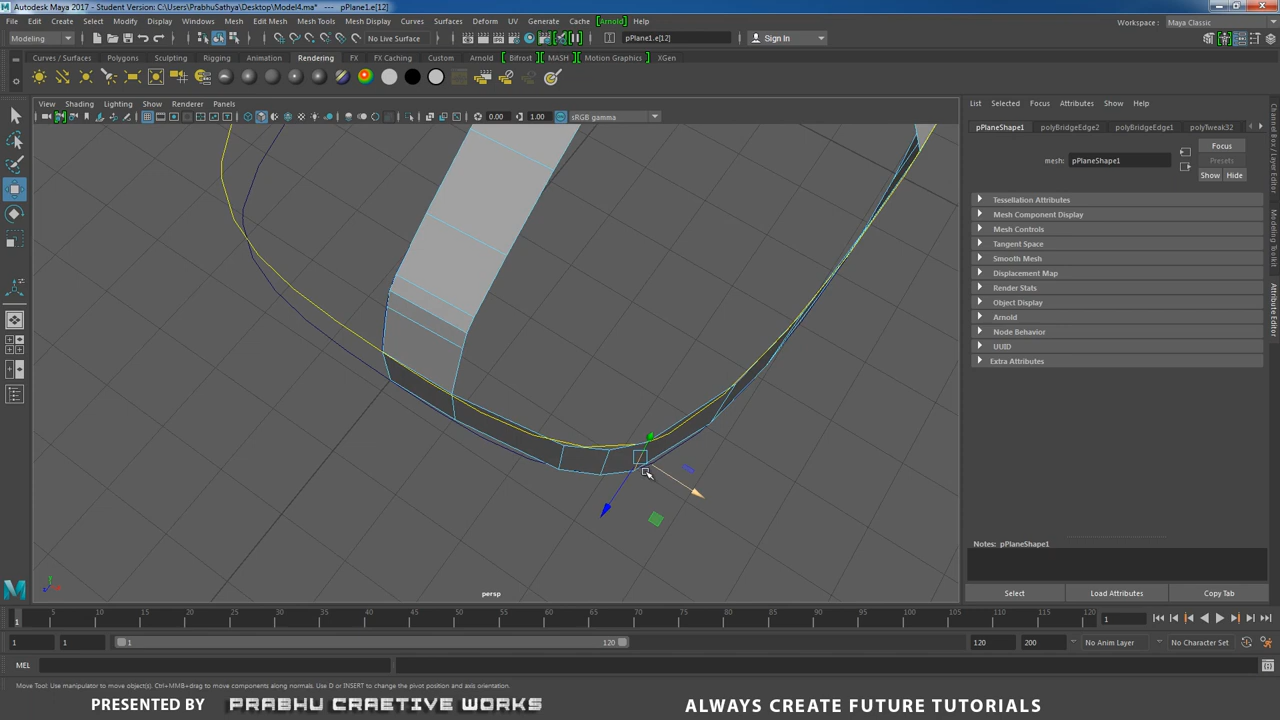 Autodesk Maya 2017 - Student Version: C:\Users\PrabhuSathya\Desktop\Model4.ma* --- pPlane1.e[12]
File Edit Create Select Modify Display Windows Mesh Edit Mesh Mesh Tools Mesh Display Curves Surfaces Deform UV Generate Cache [Arnold] Help
Workspace : Maya Classic
Modeling No Live Surface pPlane1.e[12] Sign In
Curves / Surfaces Polygons Sculpting Rigging Animation Rendering FX FX Caching Custom Arnold Bifrost MASH Motion Graphics XGen
View Shading Lighting Show Renderer Panels
0.00 1.00 sRGB gamma
List Selected Focus Attributes Show Help
pPlaneShape1 polyBridgeEdge2 polyBridgeEdge1 polyTweak32
mesh: pPlaneShape1
Focus
Presets
Show Hide
Tessellation Attributes
Mesh Component Display
Mesh Controls
Tangent Space
Smooth Mesh
Displacement Map
Render Stats
Object Display
Arnold
Node Behavior
UUID
Extra Attributes
Notes: pPlaneShape1
Select Load Attributes Copy Tab
Channel Box / Layer Editor
Modeling Toolkit
Attribute Editor
persp
5 10 15 20 25 30 35 40 45 50 55 60 65 70 75 80 85 90 95 100 105 110 115 120
1 1
1 1 1 120 120 200 No Anim Layer No Character Set
MEL
Move Tool: Use manipulator to move object(s). Ctrl+MMB+drag to move components along normals. Use D or INSERT to change the pivot position and axis orientation.
PRESENTED BY PRABHU CRAETIVE WORKS ALWAYS CREATE FUTURE TUTORIALS